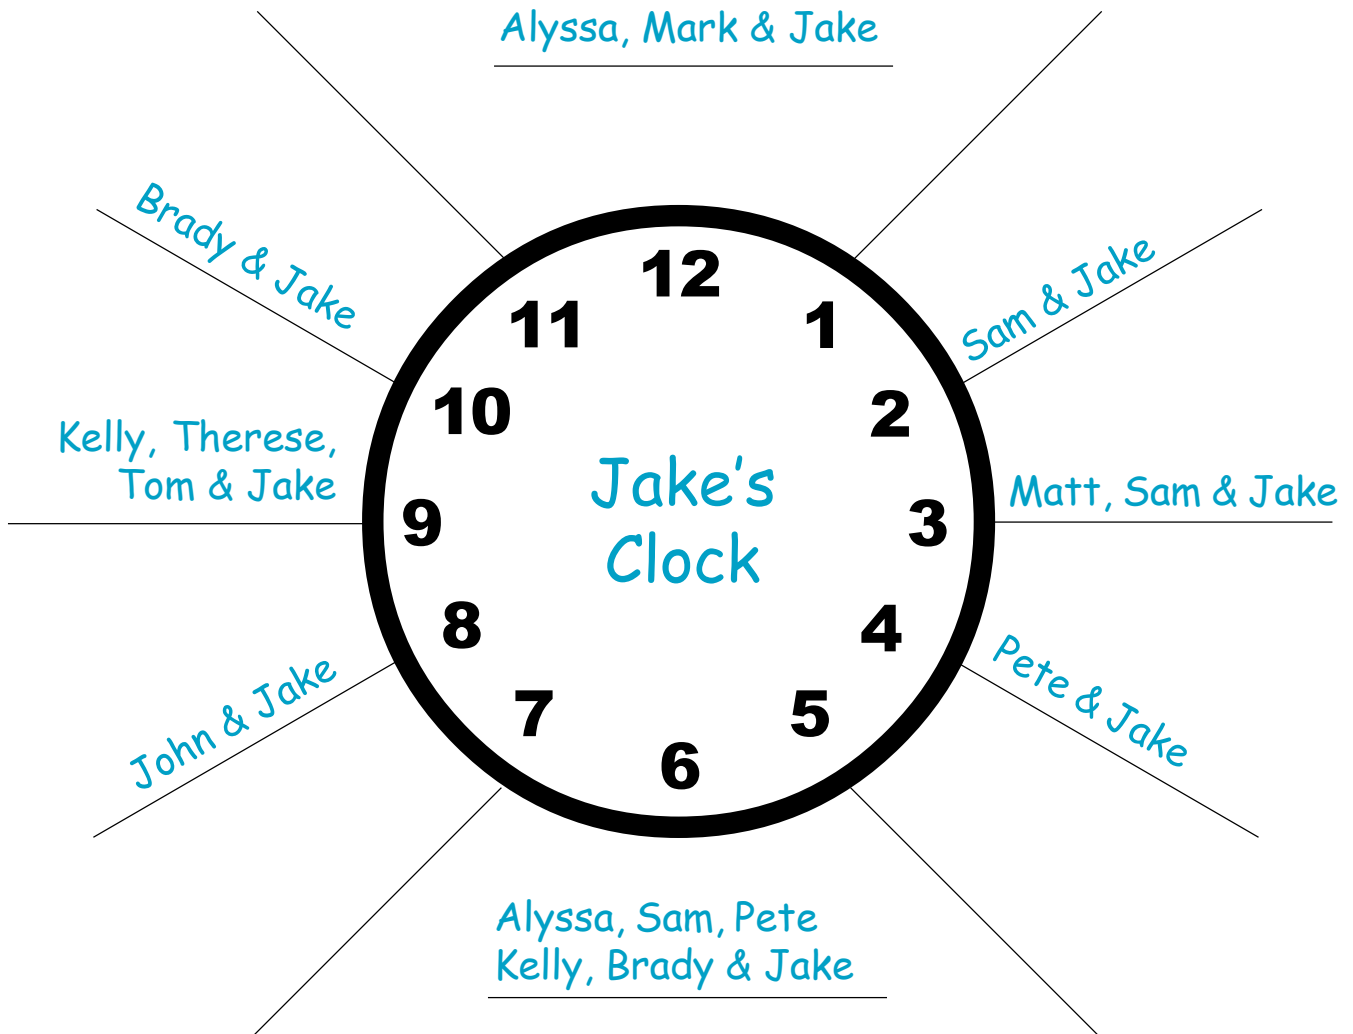 Alyssa, Mark & Jake
Brady & Jake
Sam & Jake
12
11
1
10
2
Kelly, Therese,
Tom & Jake
Jake's
Clock
Matt, Sam & Jake
9
3
8
4
John & Jake
Pete & Jake
7
5
6
Alyssa, Sam, Pete
Kelly, Brady & Jake